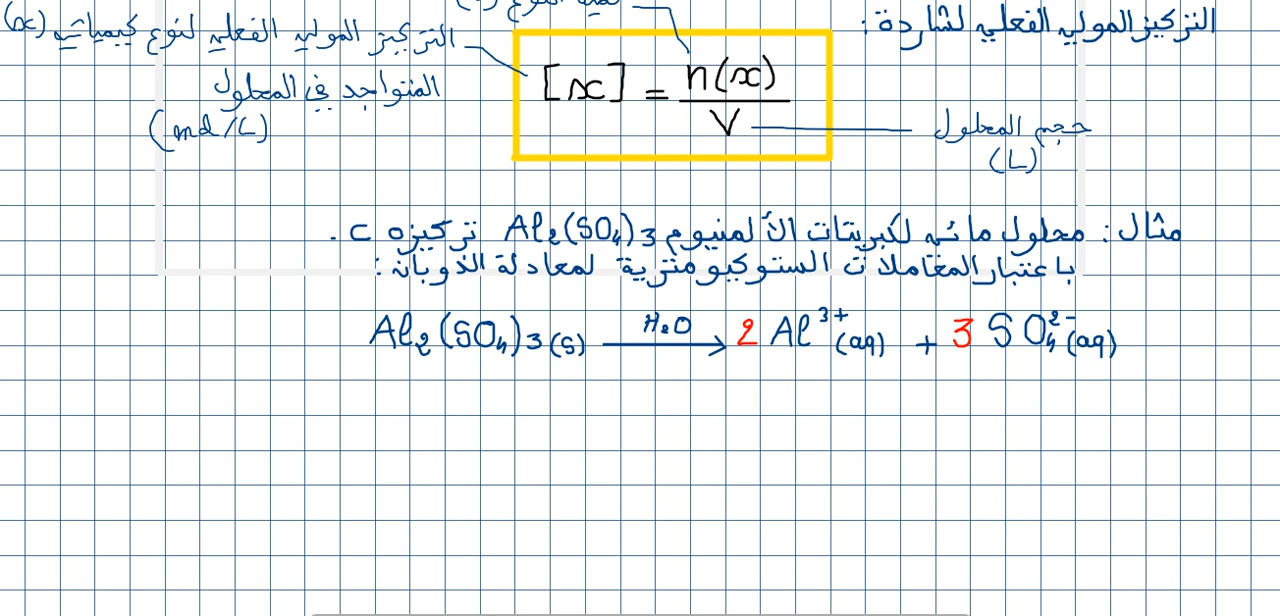 التركيز المولي الفعلي لشاردة :
التركيز المولي الفعلي لنوع كيميائي (x)
المتواجد في المحلول
(mol/L)
[x] = n(x) / V
حجم المحلول
(L)
مثال : محلول مائي لكبريتات الألمنيوم Al2(SO4)3 تركيزه c .
باعتبار المعاملات الستوكيومترية لمعادلة الذوبان :
Al₂(SO₄)₃(s) H₂O → 2 Al³⁺(aq) + 3 SO₄²⁻(aq)